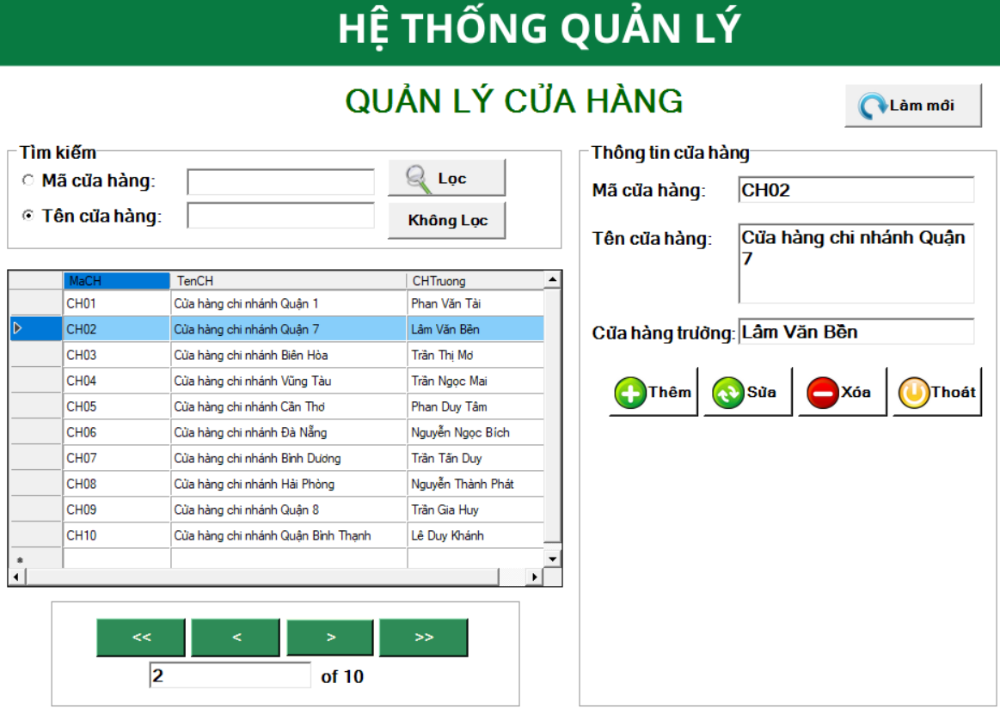 HỆ THỐNG QUẢN LÝ
QUẢN LÝ CỬA HÀNG
Làm mới
Tìm kiếm
Mã cửa hàng:
Lọc
Tên cửa hàng:
Không Lọc
MaCH TenCH CHTruong
CH01 Cửa hàng chi nhánh Quận 1 Phan Văn Tài
CH02 Cửa hàng chi nhánh Quận 7 Lâm Văn Bền
CH03 Cửa hàng chi nhánh Biên Hòa Trần Thị Mơ
CH04 Cửa hàng chi nhánh Vũng Tàu Trần Ngọc Mai
CH05 Cửa hàng chi nhánh Cần Thơ Phan Duy Tâm
CH06 Cửa hàng chi nhánh Đà Nẵng Nguyễn Ngọc Bích
CH07 Cửa hàng chi nhánh Bình Dương Trần Tấn Duy
CH08 Cửa hàng chi nhánh Hải Phòng Nguyễn Thành Phát
CH09 Cửa hàng chi nhánh Quận 8 Trần Gia Huy
CH10 Cửa hàng chi nhánh Quận Bình Thạnh Lê Duy Khánh
*
<< < > >>
2 of 10
Thông tin cửa hàng
Mã cửa hàng: CH02
Tên cửa hàng: Cửa hàng chi nhánh Quận
7
Cửa hàng trưởng: Lâm Văn Bền
Thêm Sửa Xóa Thoát